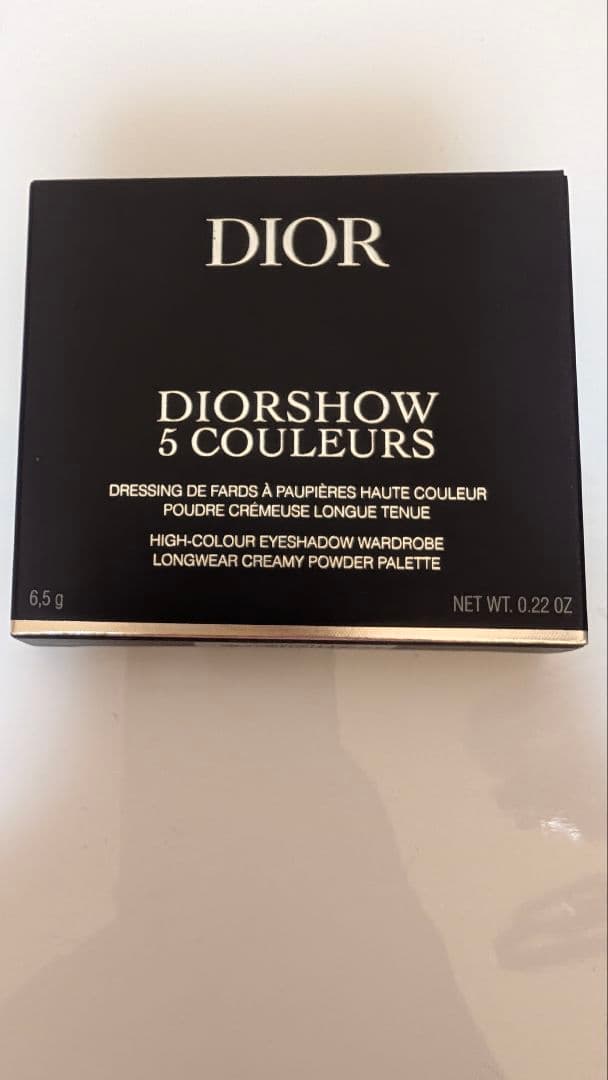 DIOR
DIORSHOW
5 COULEURS
DRESSING DE FARDS À PAUPIÈRES HAUTE COULEUR
POUDRE CRÉMEUSE LONGUE TENUE
HIGH-COLOUR EYESHADOW WARDROBE
LONGWEAR CREAMY POWDER PALETTE
6,5 g
NET WT. 0.22 OZ